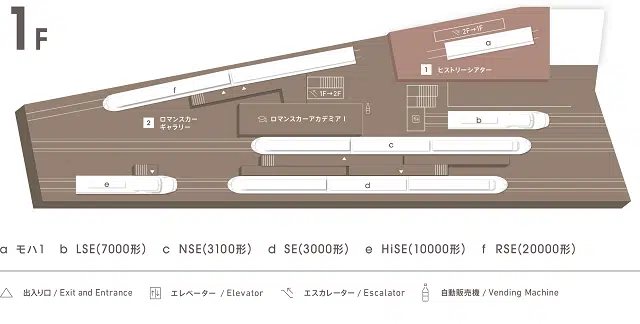 1F
2F→1F
a
1 ヒストリーシアター
f
1F→2F
2 ロマンスカー
ギャラリー
ロマンスカーアカデミアⅠ
b
c
e
d
a モハ1 b LSE(7000形) c NSE(3100形) d SE(3000形) e HiSE(10000形) f RSE(20000形)
出入り口 / Exit and Entrance エレベーター / Elevator エスカレーター / Escalator 自動販売機 / Vending Machine